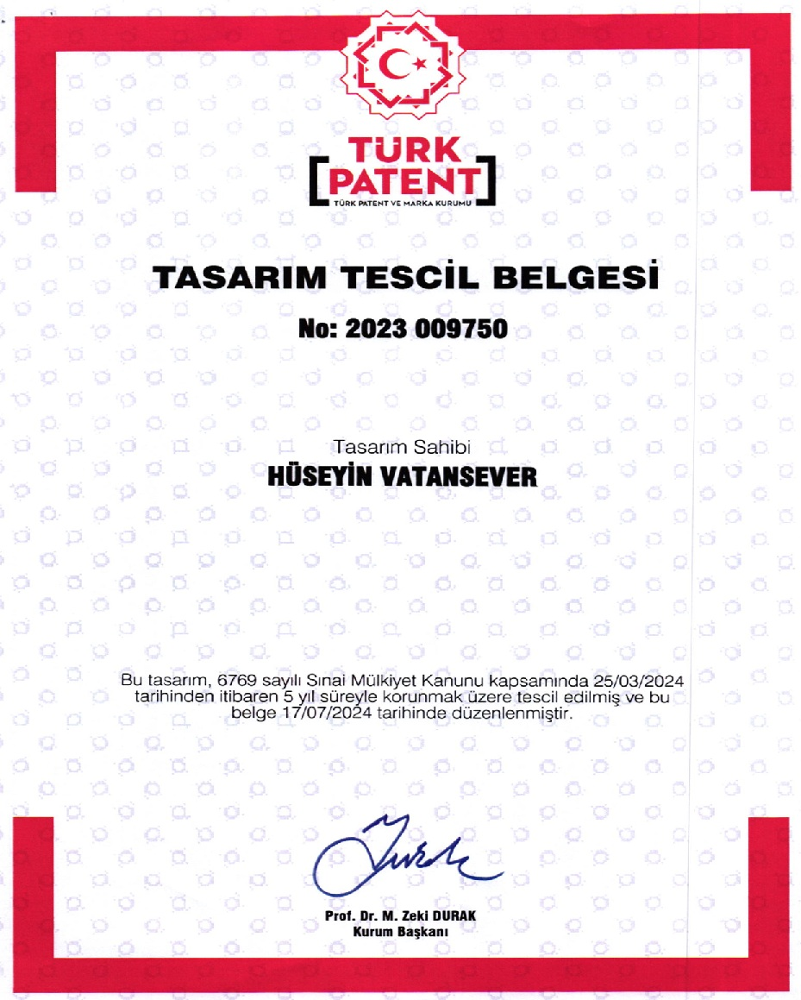 TÜRK
PATENT
TÜRK PATENT VE MARKA KURUMU
TASARIM TESCİL BELGESİ
No: 2023 009750
Tasarım Sahibi
HÜSEYİN VATANSEVER
Bu tasarım, 6769 sayılı Sınai Mülkiyet Kanunu kapsamında 25/03/2024
tarihinden itibaren 5 yıl süreyle korunmak üzere tescil edilmiş ve bu
belge 17/07/2024 tarihinde düzenlenmiştir.
Prof. Dr. M. Zeki DURAK
Kurum Başkanı